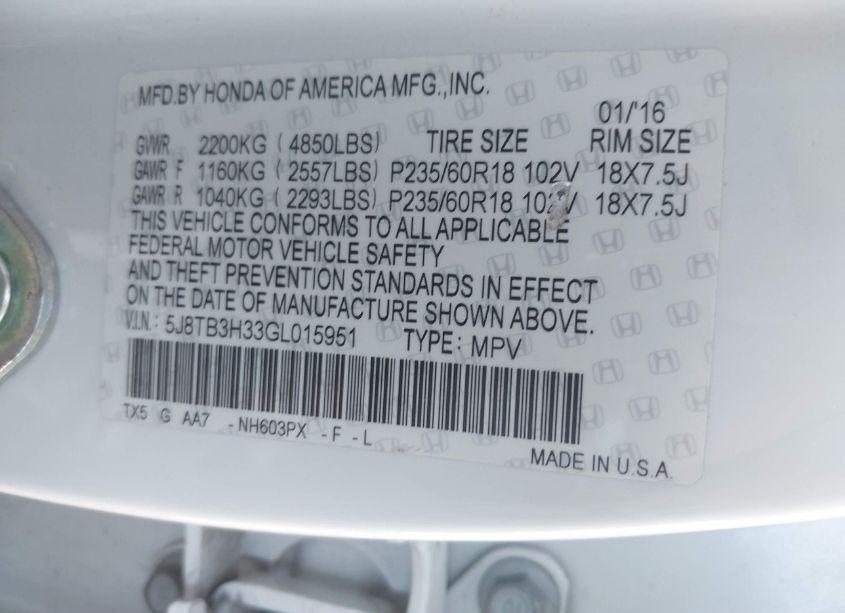 MFD.BY HONDA OF AMERICA MFG.,INC.
01/'16
GVWR 2200KG ( 4850LBS) TIRE SIZE RIM SIZE
GAWR F 1160KG ( 2557LBS) P235/60R18 102V 18X7.5J
GAWR R 1040KG ( 2293LBS) P235/60R18 102V 18X7.5J
THIS VEHICLE CONFORMS TO ALL APPLICABLE
FEDERAL MOTOR VEHICLE SAFETY
AND THEFT PREVENTION STANDARDS IN EFFECT
ON THE DATE OF MANUFACTURE SHOWN ABOVE.
V.I.N.: 5J8TB3H33GL015951 TYPE: MPV
TX5 G AA7 -NH603PX -F -L
MADE IN U.S.A.